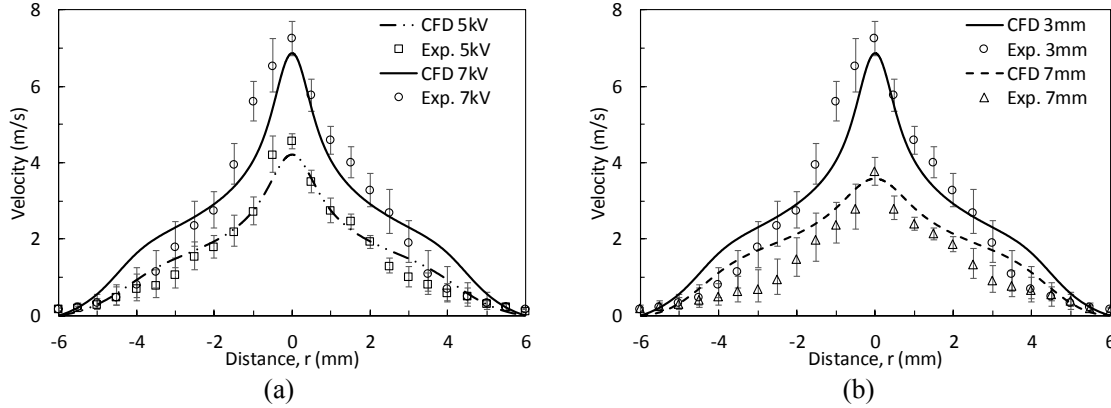 8
6
4
2
0
Velocity (m/s)
-6
-4
-2
0
2
4
6
Distance, r (mm)
CFD 5kV
Exp. 5kV
CFD 7kV
Exp. 7kV
(a)
8
6
4
2
0
Velocity (m/s)
-6
-4
-2
0
2
4
6
Distance, r (mm)
CFD 3mm
Exp. 3mm
CFD 7mm
Exp. 7mm
(b)